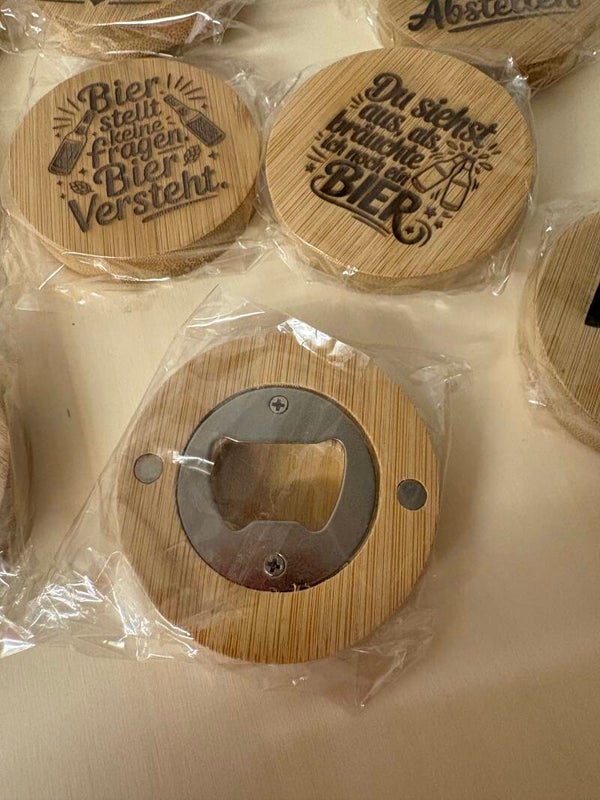 Abstellen
Bier
stellt
keine
fragen.
Bier
Versteht.
Du siehst
aus, als
bräuchte
ich noch ein
BIER